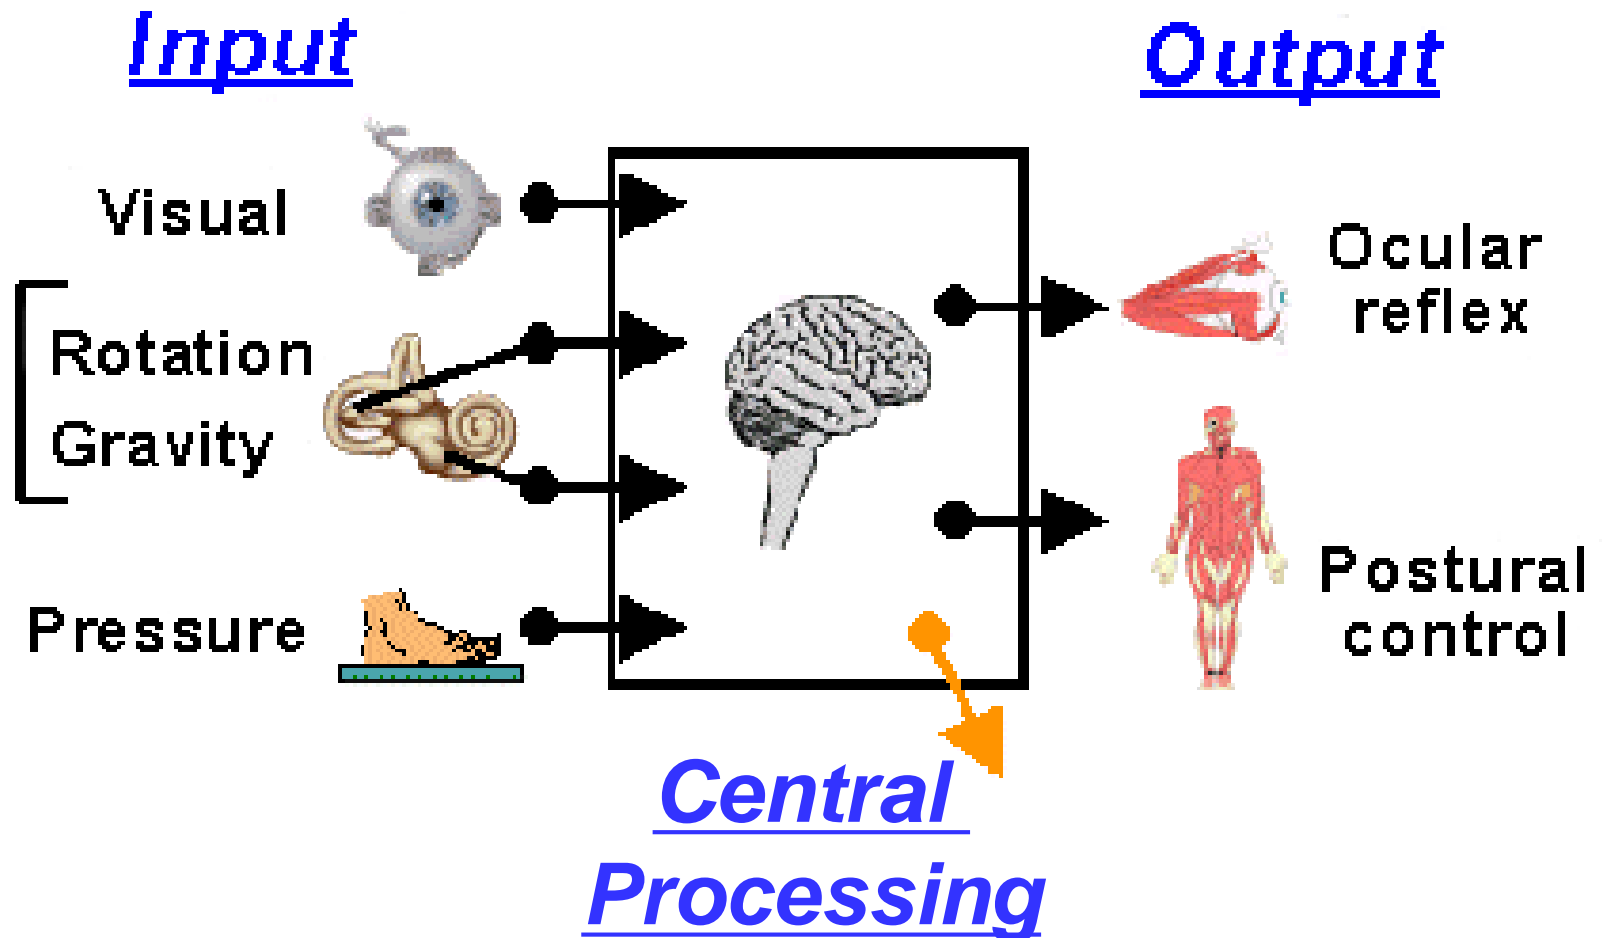 Input
Output
Visual
Rotation
Gravity
Pressure
Ocular
reflex
Postural
control
Central
Processing